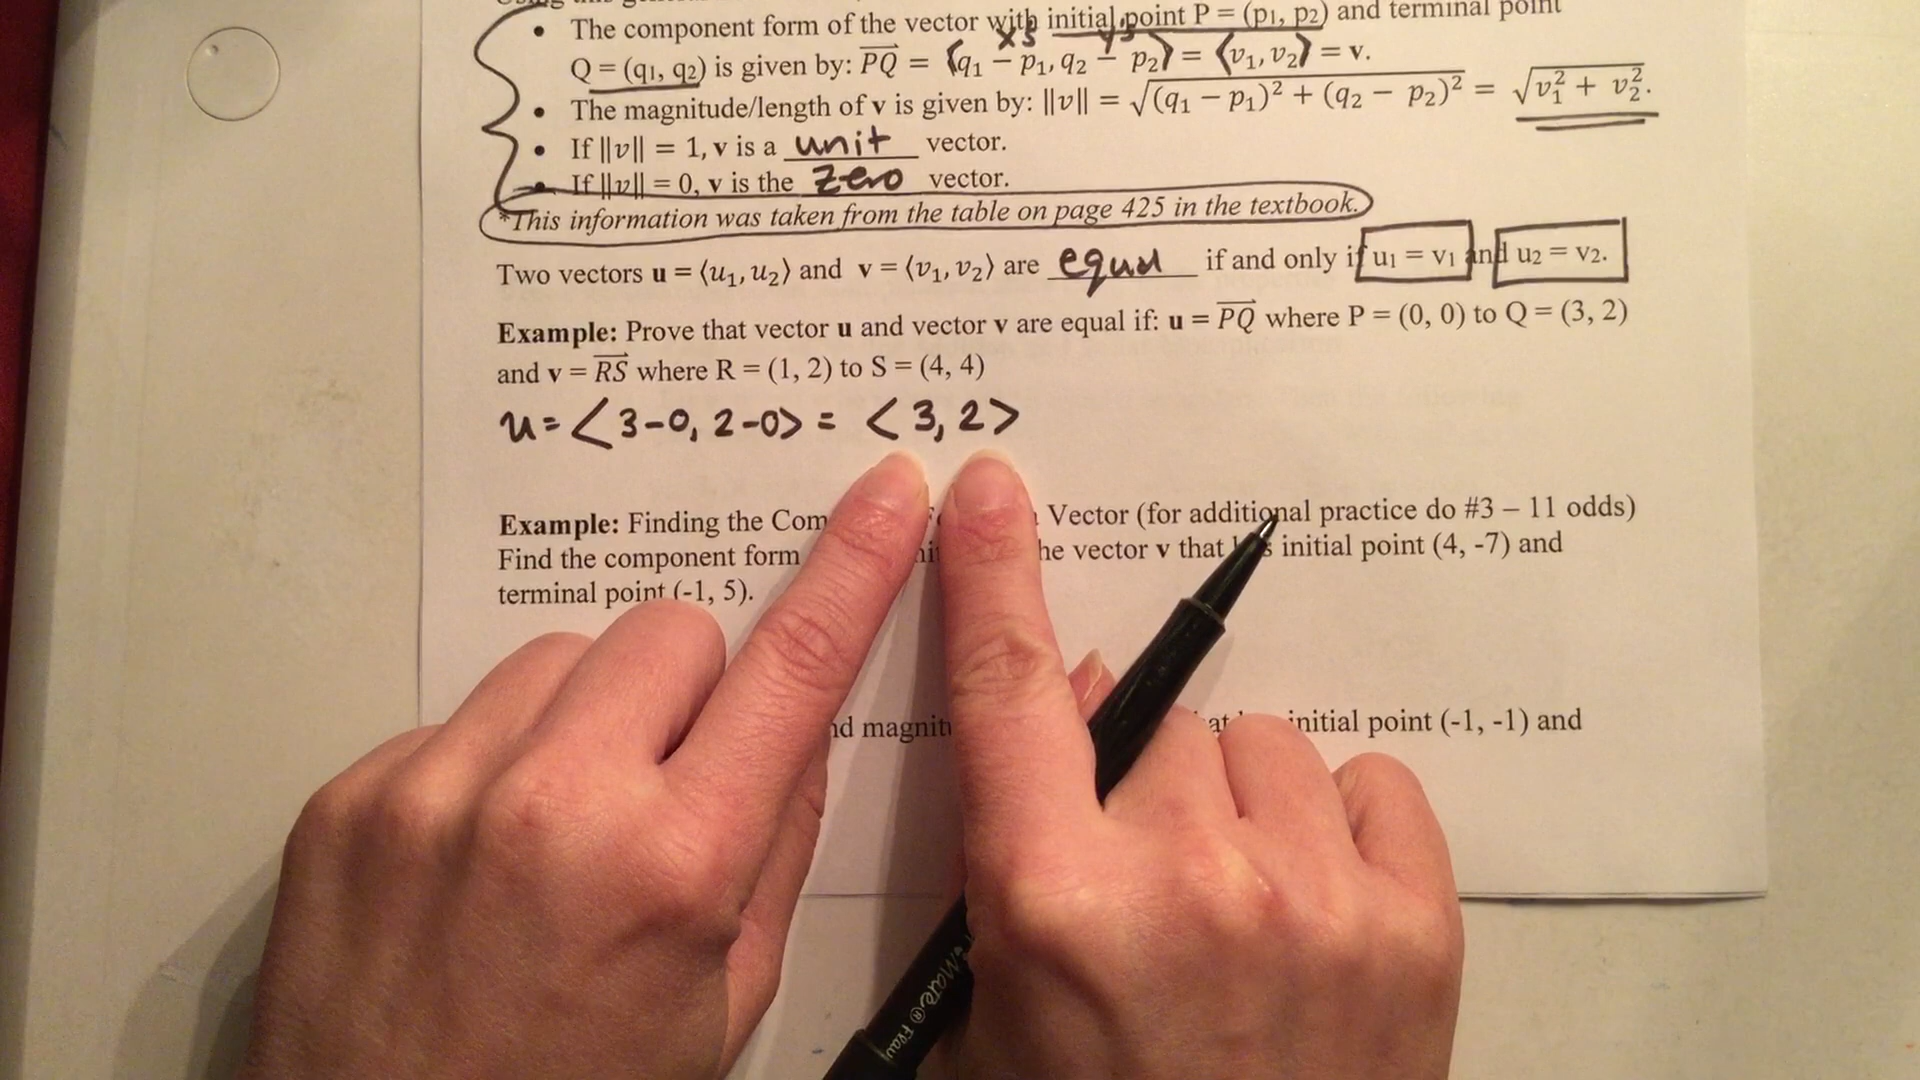 • The component form of the vector with initial point P = (p₁, p₂) and terminal point
x's y's
Q = (q₁, q₂) is given by: PQ⃗ = ⟨q₁ − p₁, q₂ − p₂⟩ = ⟨v₁, v₂⟩ = v.
• The magnitude/length of v is given by: ||v|| = √((q₁ − p₁)² + (q₂ − p₂)²) = √(v₁² + v₂²).
• If ||v|| = 1, v is a unit vector.
• If ||v|| = 0, v is the zero vector.
*This information was taken from the table on page 425 in the textbook.
Two vectors u = ⟨u₁, u₂⟩ and v = ⟨v₁, v₂⟩ are equal if and only if u₁ = v₁ and u₂ = v₂.
Example: Prove that vector u and vector v are equal if: u = PQ⃗ where P = (0, 0) to Q = (3, 2)
and v = RS⃗ where R = (1, 2) to S = (4, 4)
u = <3-0, 2-0> = <3, 2>
Example: Finding the Vector (for additional practice do #3 – 11 odds)
Find the component form the vector v that initial point (4, -7) and
terminal point (-1, 5).
initial point (-1, -1) and